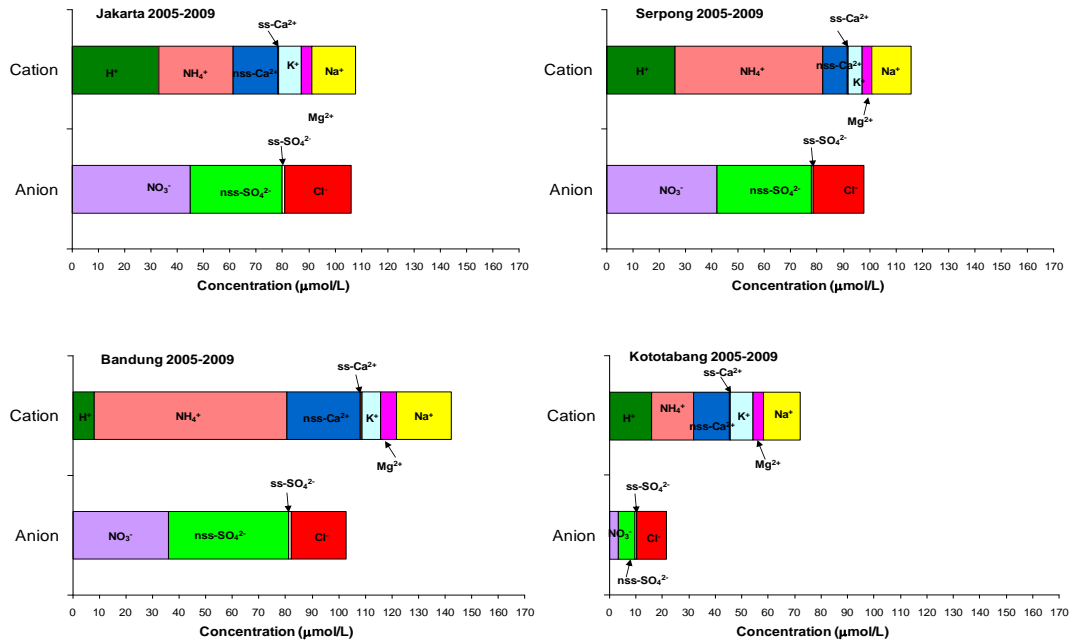 Jakarta 2005-2009
ss-Ca²⁺
Cation
H⁺
NH₄⁺
nss-Ca²⁺
K⁺
Na⁺
Mg²⁺
ss-SO₄²⁻
Anion
NO₃⁻
nss-SO₄²⁻
Cl⁻
0 10 20 30 40 50 60 70 80 90 100 110 120 130 140 150 160 170
Concentration (µmol/L)
Serpong 2005-2009
ss-Ca²⁺
Cation
H⁺
NH₄⁺
nss-Ca²⁺
K⁺
Na⁺
Mg²⁺
ss-SO₄²⁻
Anion
NO₃⁻
nss-SO₄²⁻
Cl⁻
0 10 20 30 40 50 60 70 80 90 100 110 120 130 140 150 160 170
Concentration (µmol/L)
Bandung 2005-2009
ss-Ca²⁺
Cation
H⁺
NH₄⁺
nss-Ca²⁺
K⁺
Na⁺
Mg²⁺
ss-SO₄²⁻
Anion
NO₃⁻
nss-SO₄²⁻
Cl⁻
0 10 20 30 40 50 60 70 80 90 100 110 120 130 140 150 160 170
Concentration (µmol/L)
Kototabang 2005-2009
ss-Ca²⁺
Cation
H⁺
NH₄⁺
nss-Ca²⁺
K⁺
Na⁺
Mg²⁺
ss-SO₄²⁻
Anion
NO₃⁻
Cl⁻
nss-SO₄²⁻
0 10 20 30 40 50 60 70 80 90 100 110 120 130 140 150 160 170
Concentration (µmol/L)